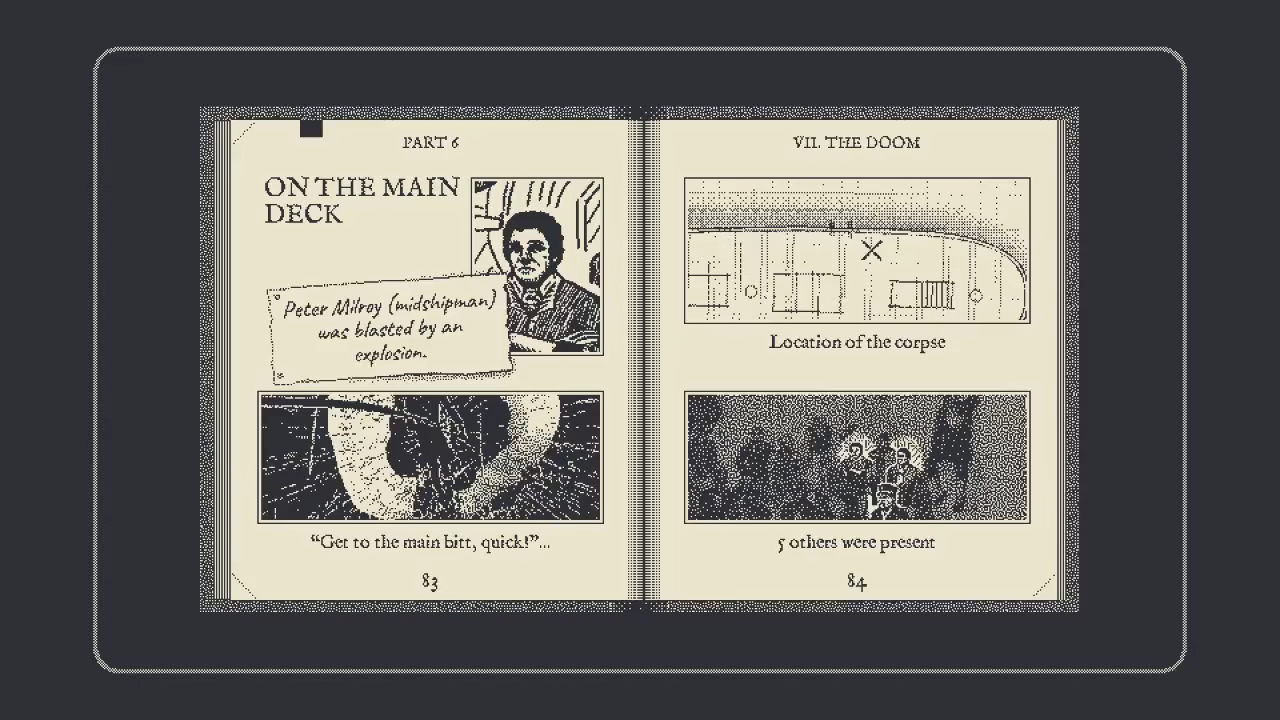 PART 6
ON THE MAIN
DECK
Peter Milroy (midshipman)
was blasted by an
explosion.
“Get to the main bitt, quick!”...
83
VII. THE DOOM
Location of the corpse
5 others were present
84